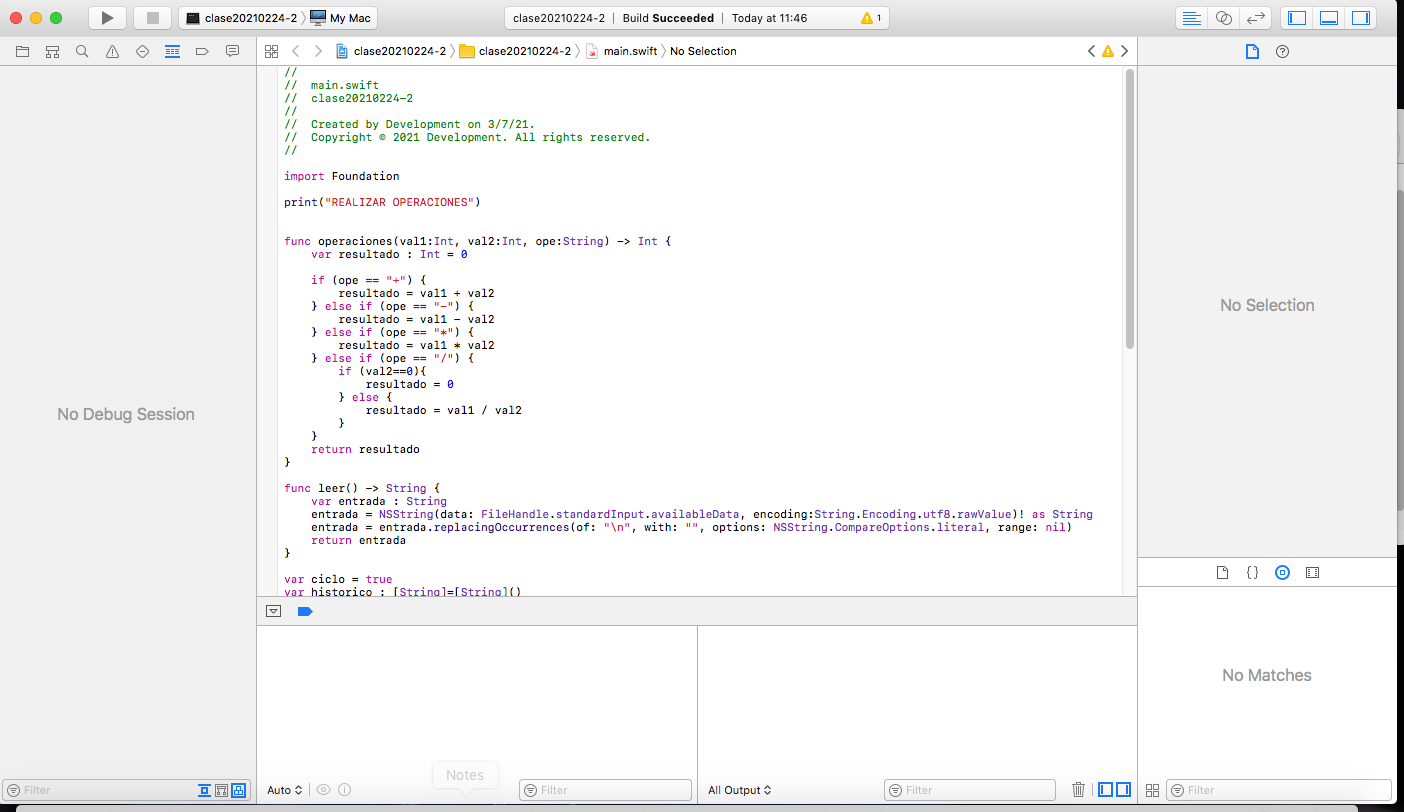 clase20210224-2 〉 My Mac
clase20210224-2 | Build Succeeded | Today at 11:46
1
clase20210224-2 〉 clase20210224-2 〉 main.swift 〉 No Selection
//
//  main.swift
//  clase20210224-2
//
//  Created by Development on 3/7/21.
//  Copyright © 2021 Development. All rights reserved.
//

import Foundation

print("REALIZAR OPERACIONES")


func operaciones(val1:Int, val2:Int, ope:String) -> Int {
    var resultado : Int = 0

    if (ope == "+") {
        resultado = val1 + val2
    } else if (ope == "-") {
        resultado = val1 - val2
    } else if (ope == "*") {
        resultado = val1 * val2
    } else if (ope == "/") {
        if (val2==0){
            resultado = 0
        } else {
            resultado = val1 / val2
        }
    }
    return resultado
}

func leer() -> String {
    var entrada : String
    entrada = NSString(data: FileHandle.standardInput.availableData, encoding:String.Encoding.utf8.rawValue)! as String
    entrada = entrada.replacingOccurrences(of: "\n", with: "", options: NSString.CompareOptions.literal, range: nil)
    return entrada
}

var ciclo = true
var historico : [String]=[String]()
No Debug Session
No Selection
No Matches
Notes
Filter
Auto
Filter
All Output
Filter
Filter